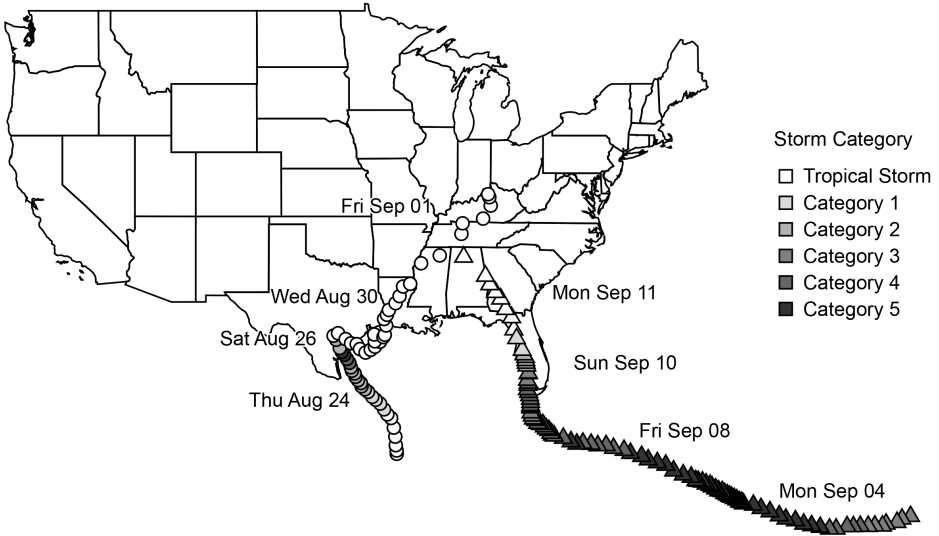 Storm Category
Tropical Storm
Category 1
Category 2
Category 3
Category 4
Category 5
Fri Sep 01
Wed Aug 30
Mon Sep 11
Sat Aug 26
Sun Sep 10
Thu Aug 24
Fri Sep 08
Mon Sep 04